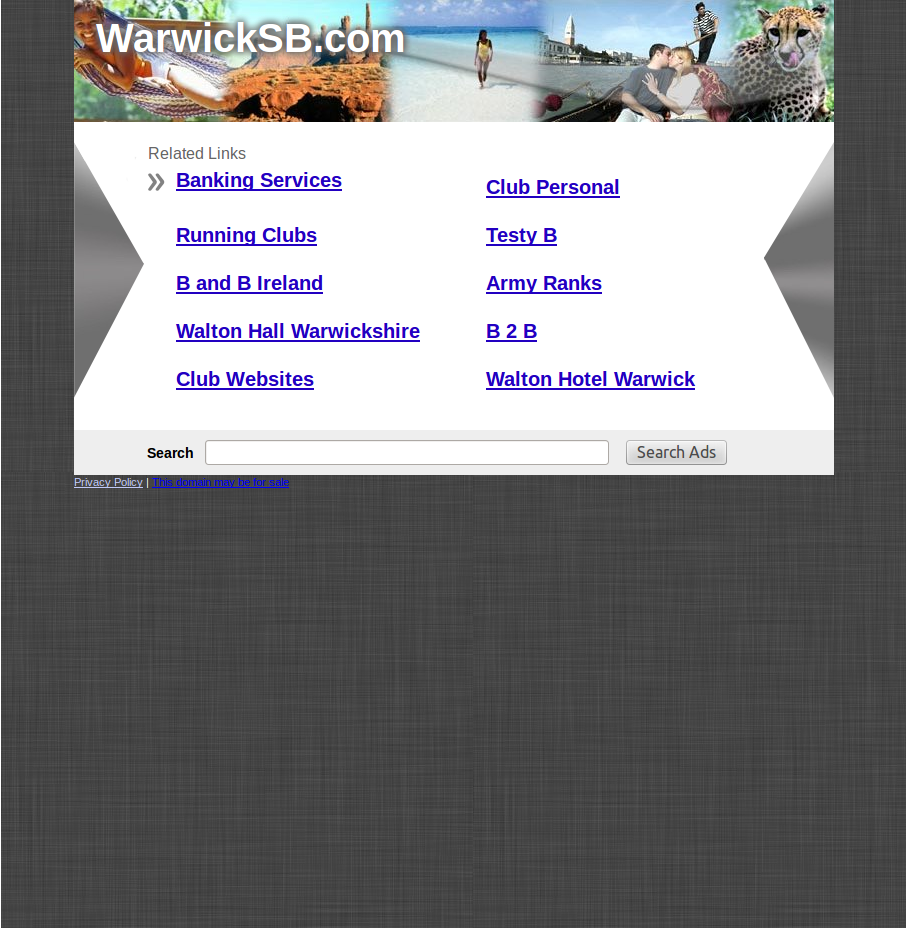 WarwickSB.com
Related Links
Banking Services
Club Personal
Running Clubs
Testy B
B and B Ireland
Army Ranks
Walton Hall Warwickshire
B 2 B
Club Websites
Walton Hotel Warwick
Search
Search Ads
Privacy Policy | This domain may be for sale